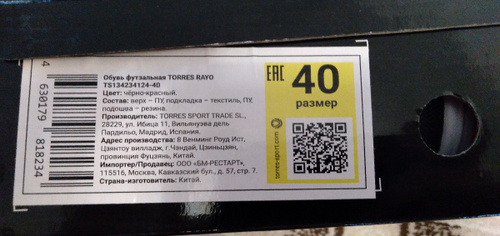 Обувь футзальная TORRES RAYO
TS134234124-40
Цвет: чёрно-красный.
Состав: верх – ПУ, подкладка – текстиль, ПУ,
подошва – резина.
Производитель: TORRES SPORT TRADE SL.,
28229, ул. Ибица 11, Вильянуэва дель
Пардильо, Мадрид, Испания.
Адрес производства: 8 Веннинг Роуд Ист,
Цзинтоу вилладж, г. Чэндай, Цзиньцзян,
провинция Фуцзянь, Китай.
Импортер/Продавец: ООО «БМ-РЕСТАРТ»,
115516, Москва, Кавказский бул., д. 57, стр. 7.
Страна-изготовитель: Китай.
4 630179 818234
EAC
40
размер
torres-sport.com